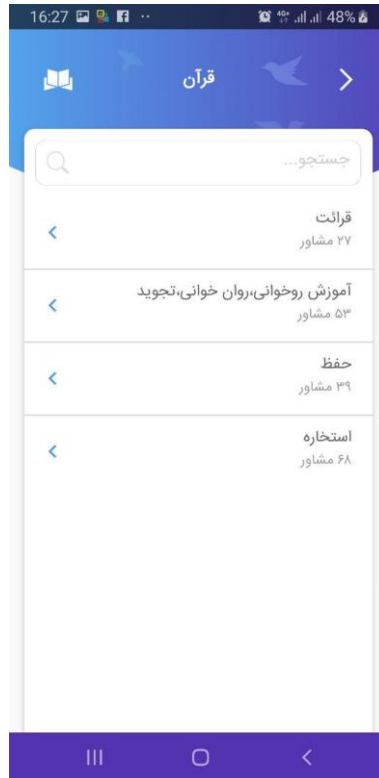 16:27 48%
قرآن
جستجو...
قرائت
۲۷ مشاور
آموزش روخوانی،روان خوانی،تجوید
۵۳ مشاور
حفظ
۳۹ مشاور
استخاره
۶۸ مشاور